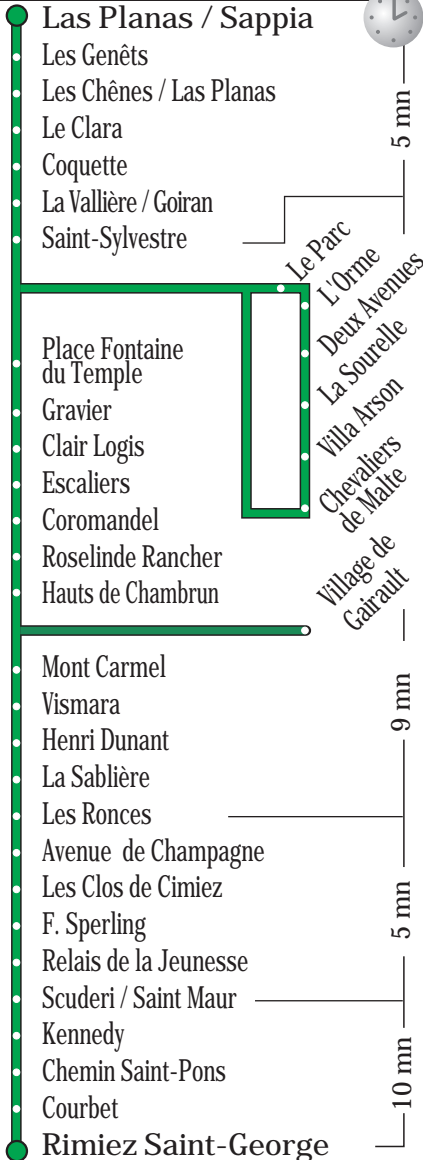 Las Planas / Sappia
Les Genêts
Les Chênes / Las Planas
Le Clara
Coquette
La Vallière / Goiran
Saint-Sylvestre
5 mn
Le Parc
L'Orme
Deux Avenues
La Sourelle
Villa Arson
Chevaliers
de Malte
Place Fontaine
du Temple
Gravier
Clair Logis
Escaliers
Coromandel
Roselinde Rancher
Hauts de Chambrun
Village de
Gairault
Mont Carmel
Vismara
Henri Dunant
La Sablière
Les Ronces
9 mn
Avenue de Champagne
Les Clos de Cimiez
F. Sperling
Relais de la Jeunesse
Scuderi / Saint Maur
5 mn
Kennedy
Chemin Saint-Pons
Courbet
Rimiez Saint-George
10 mn